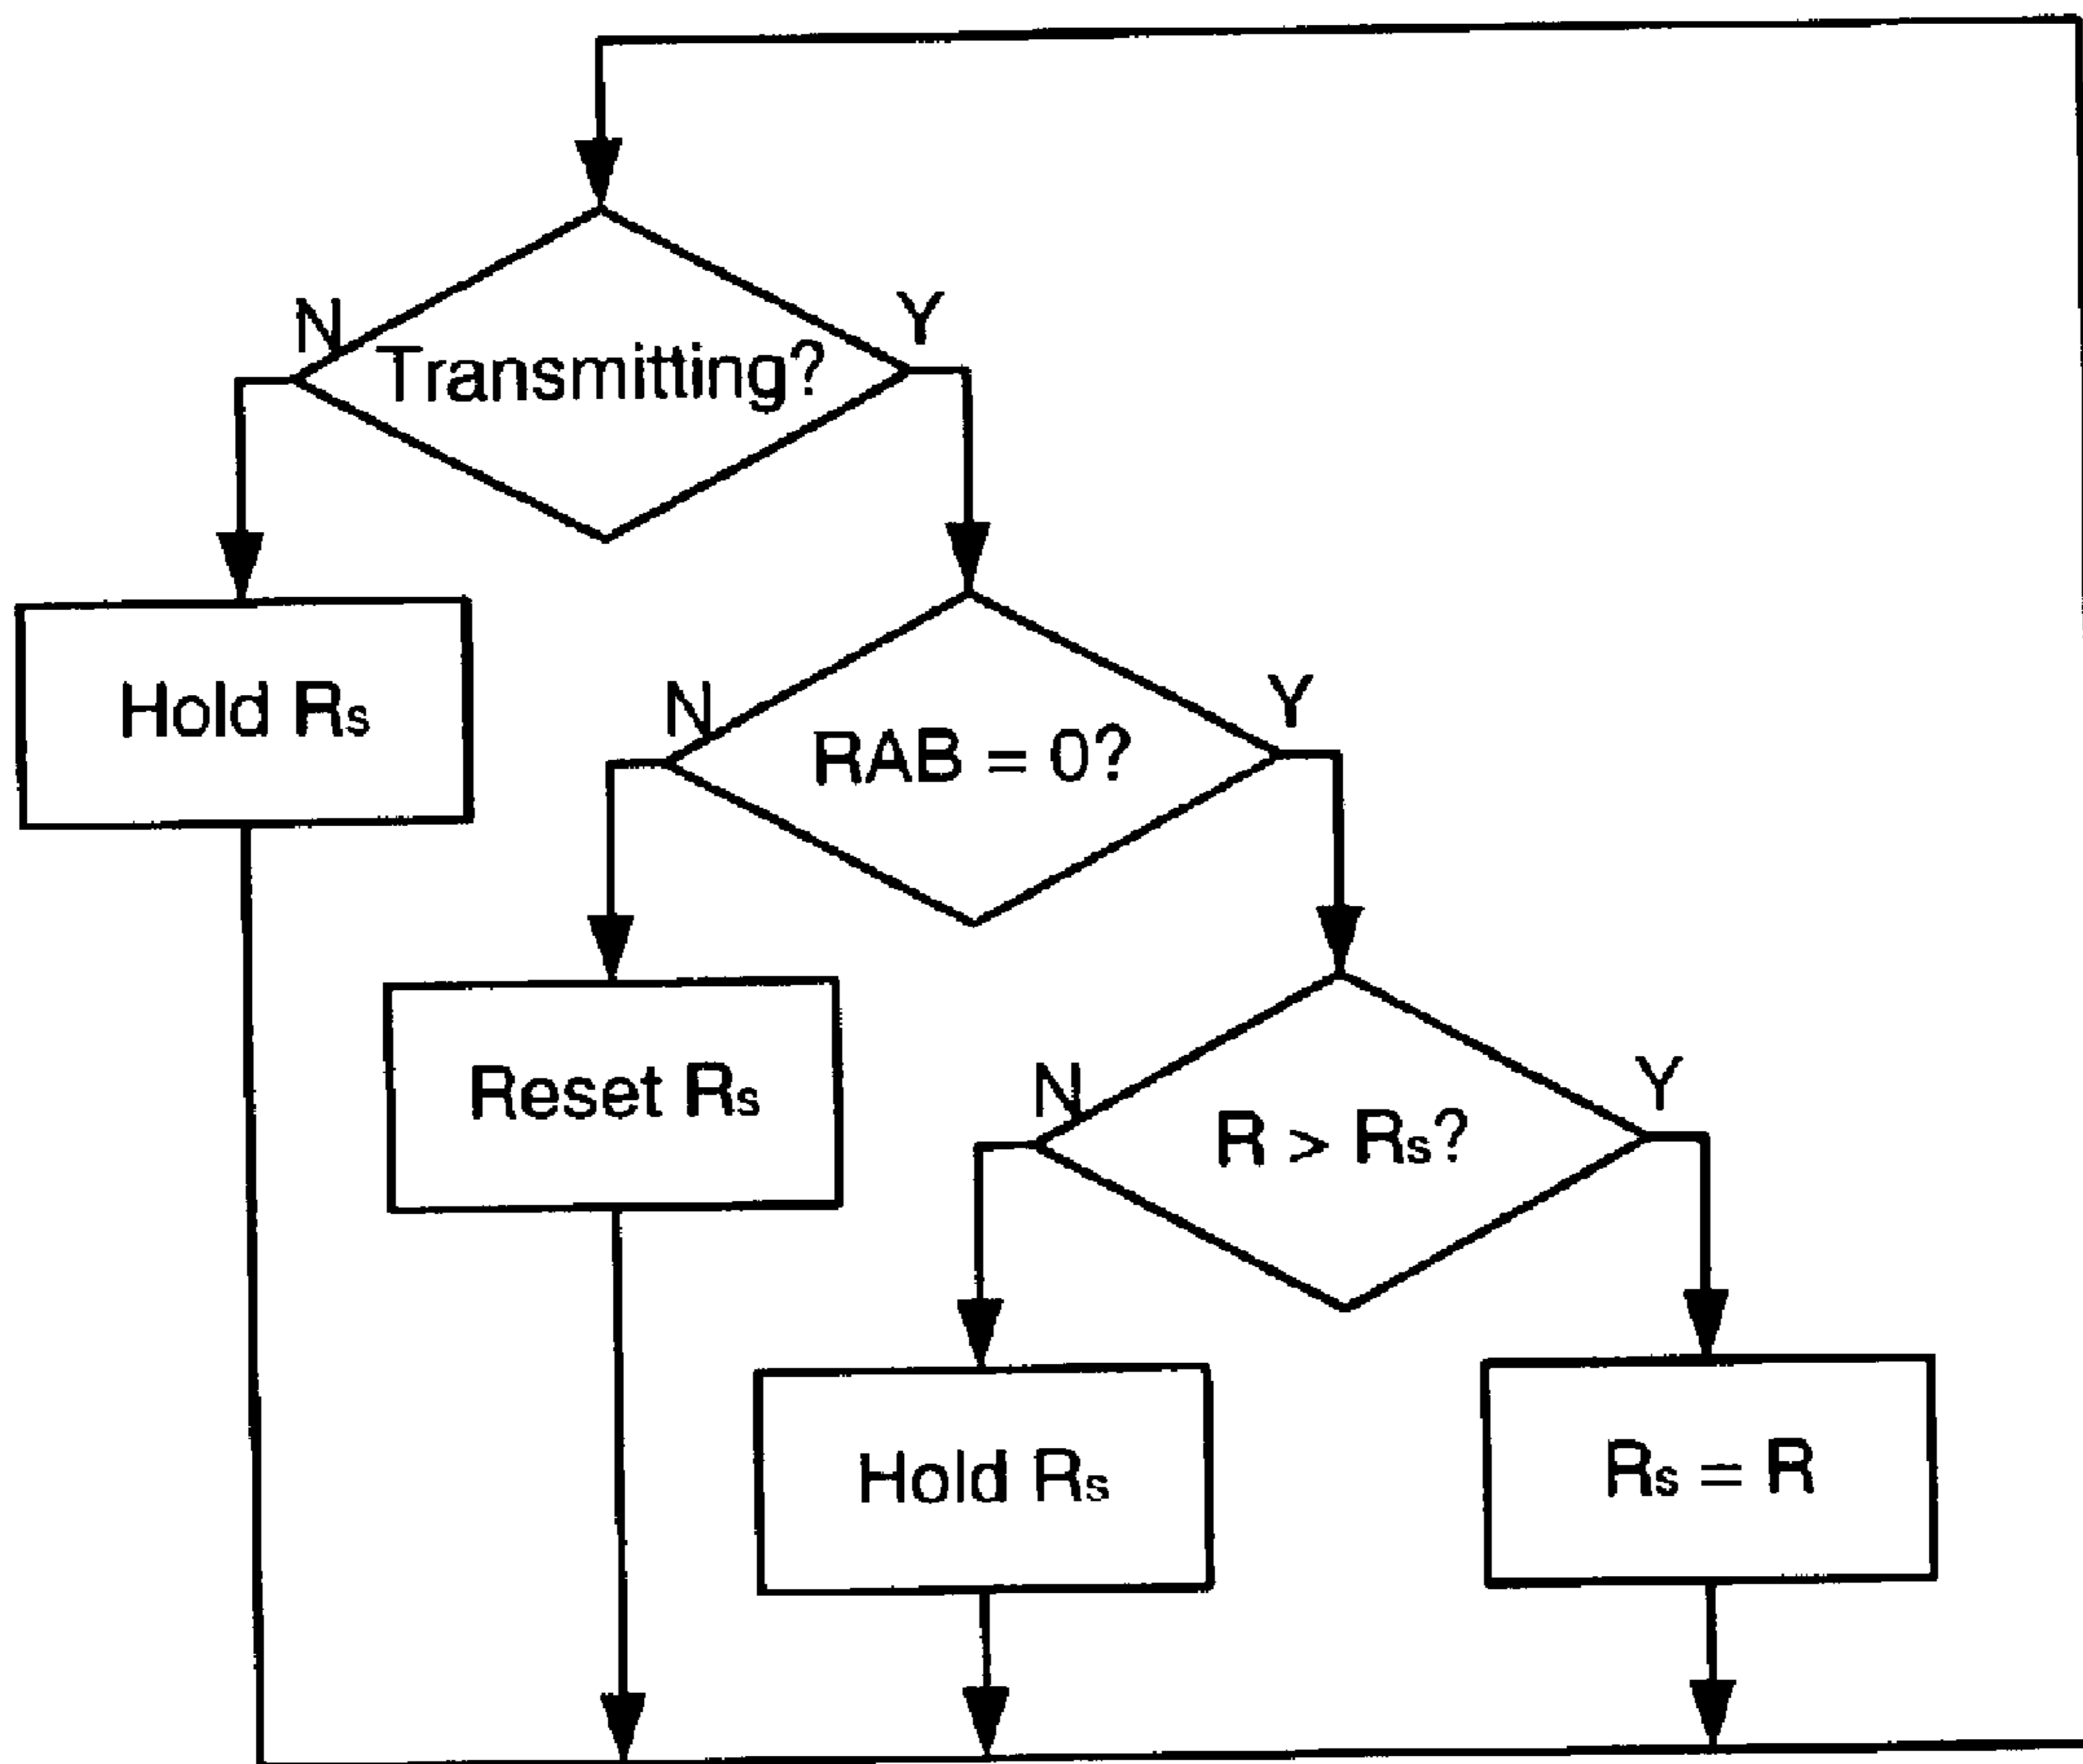 N
Y
Transmitting?
Hold Rs
N
Y
RAB = 0?
Reset Rs
N
Y
R > Rs?
Hold Rs
Rs = R